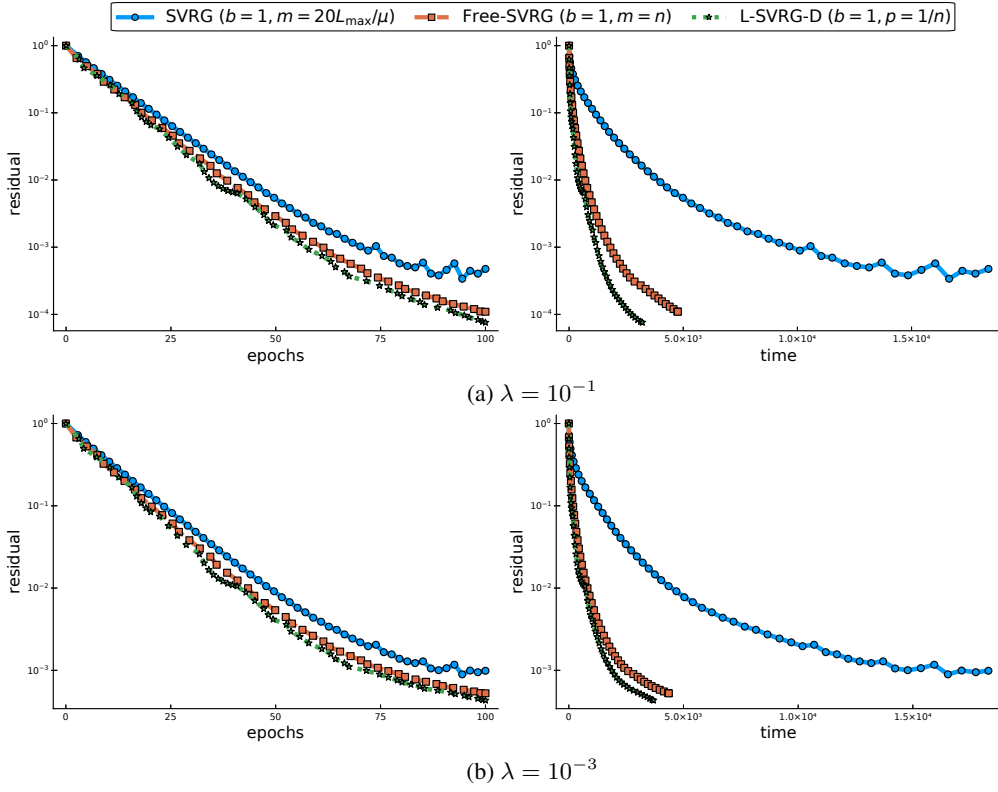 SVRG (b = 1, m = 20L_max/μ) Free-SVRG (b = 1, m = n) L-SVRG-D (b = 1, p = 1/n)
10⁰
10⁻¹
10⁻²
10⁻³
10⁻⁴
residual
0 25 50 75 100
epochs
10⁰
10⁻¹
10⁻²
10⁻³
10⁻⁴
residual
0 5.0×10³ 1.0×10⁴ 1.5×10⁴
time
(a) λ = 10⁻¹
10⁰
10⁻¹
10⁻²
10⁻³
residual
0 25 50 75 100
epochs
10⁰
10⁻¹
10⁻²
10⁻³
residual
0 5.0×10³ 1.0×10⁴ 1.5×10⁴
time
(b) λ = 10⁻³